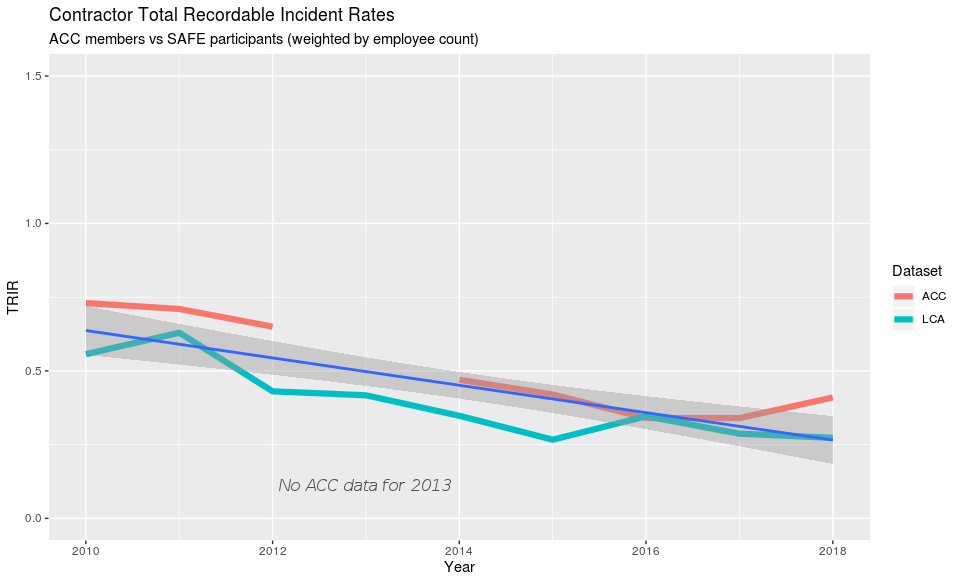 Contractor Total Recordable Incident Rates
ACC members vs SAFE participants (weighted by employee count)
1.5
1.0
0.5
0.0
TRIR
No ACC data for 2013
2010 2012 2014 2016 2018
Year
Dataset
ACC
LCA